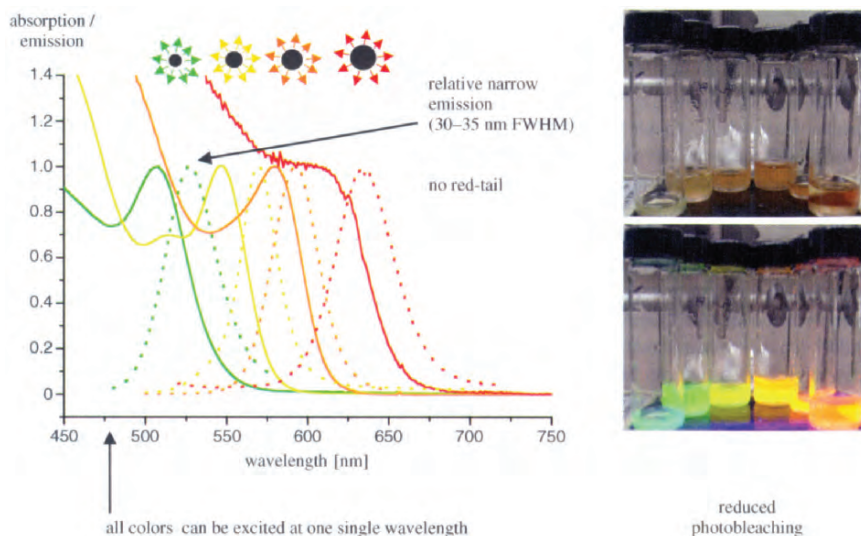 absorption /
emission
1.4
1.2
1.0
0.8
0.6
0.4
0.2
0
450 500 550 600 650 700 750
wavelength [nm]
relative narrow
emission
(30–35 nm FWHM)
no red-tail
all colors can be excited at one single wavelength
reduced
photobleaching